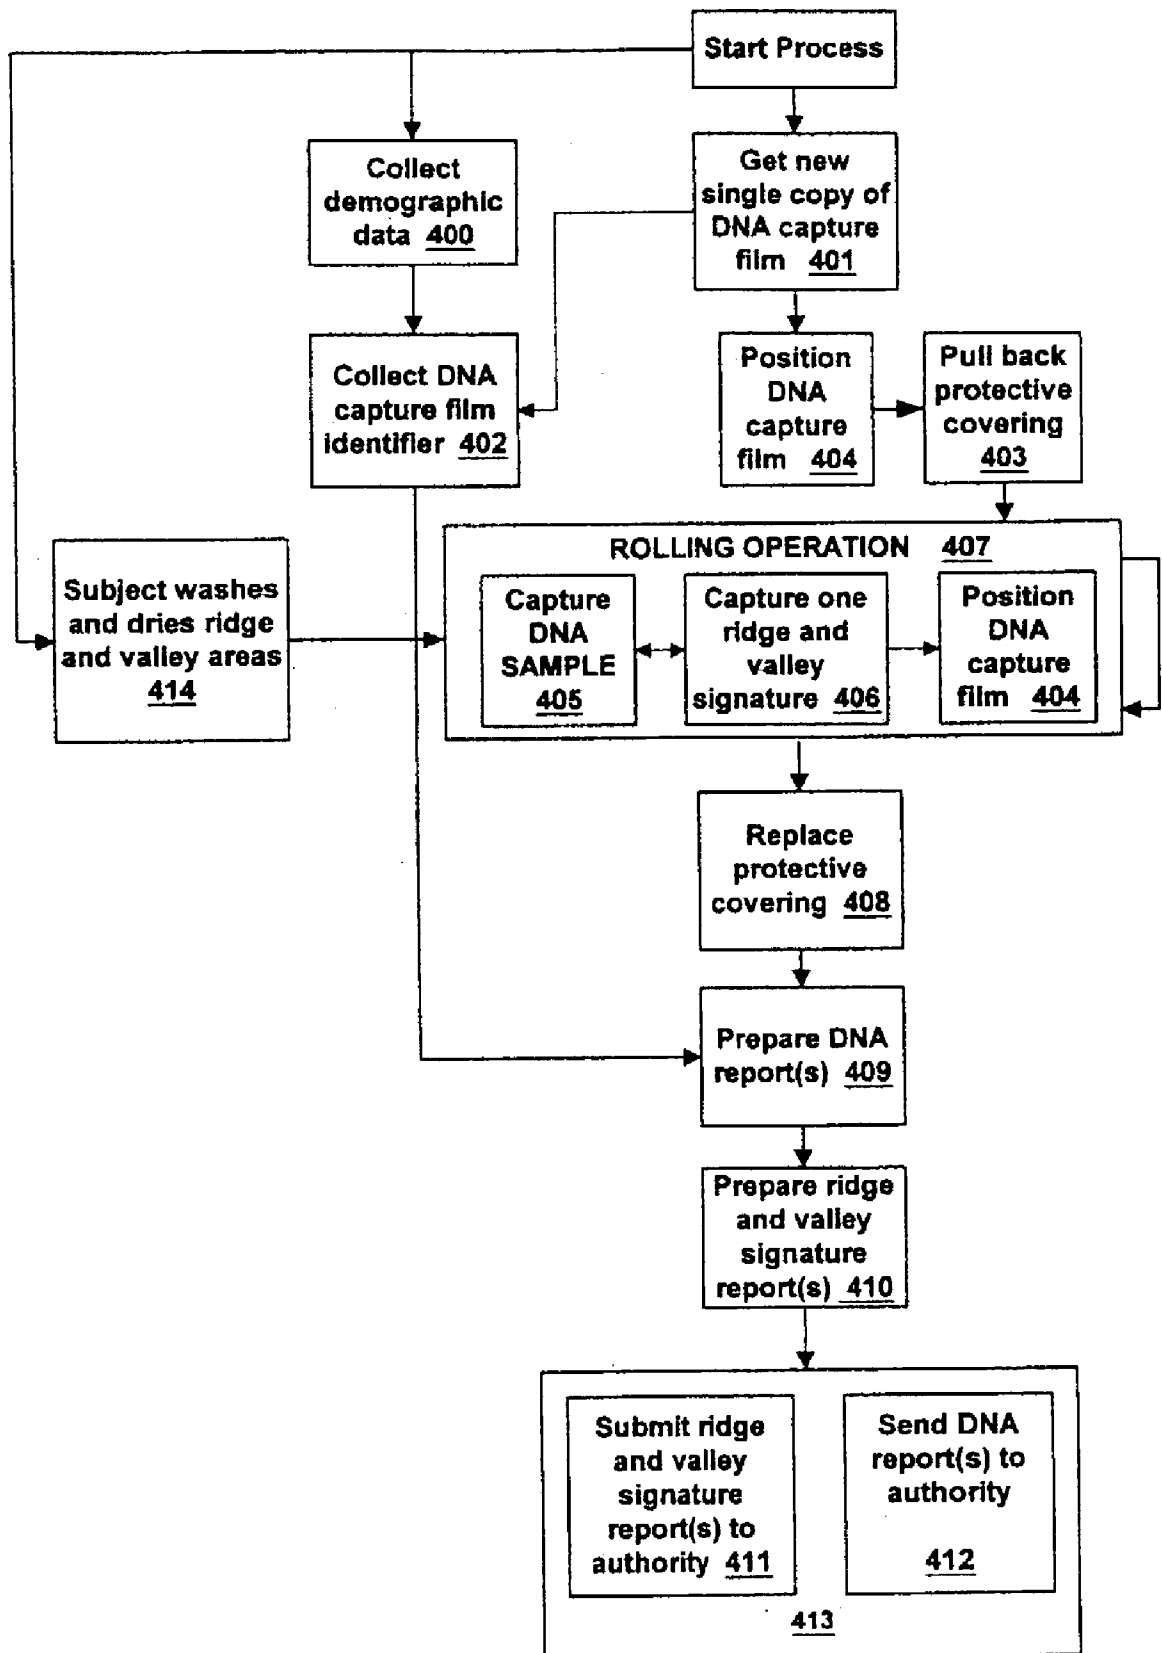 Start Process
Collect
demographic
data 400
Get new
single copy of
DNA capture
film 401
Collect DNA
capture film
identifier 402
Position
DNA
capture
film 404
Pull back
protective
covering
403
Subject washes
and dries ridge
and valley areas
414
ROLLING OPERATION 407
Capture
DNA
SAMPLE
405
Capture one
ridge and
valley
signature 406
Position
DNA
capture
film 404
Replace
protective
covering 408
Prepare DNA
report(s) 409
Prepare ridge
and valley
signature
report(s) 410
Submit ridge
and valley
signature
report(s) to
authority 411
Send DNA
report(s) to
authority
412
413